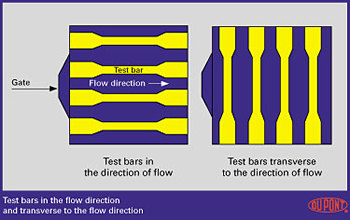 Gate
Test bar
Flow direction
Test bars in
the direction of flow
Test bars transverse
to the direction of flow
Test bars in the flow direction
and transverse to the flow direction
DUPONT